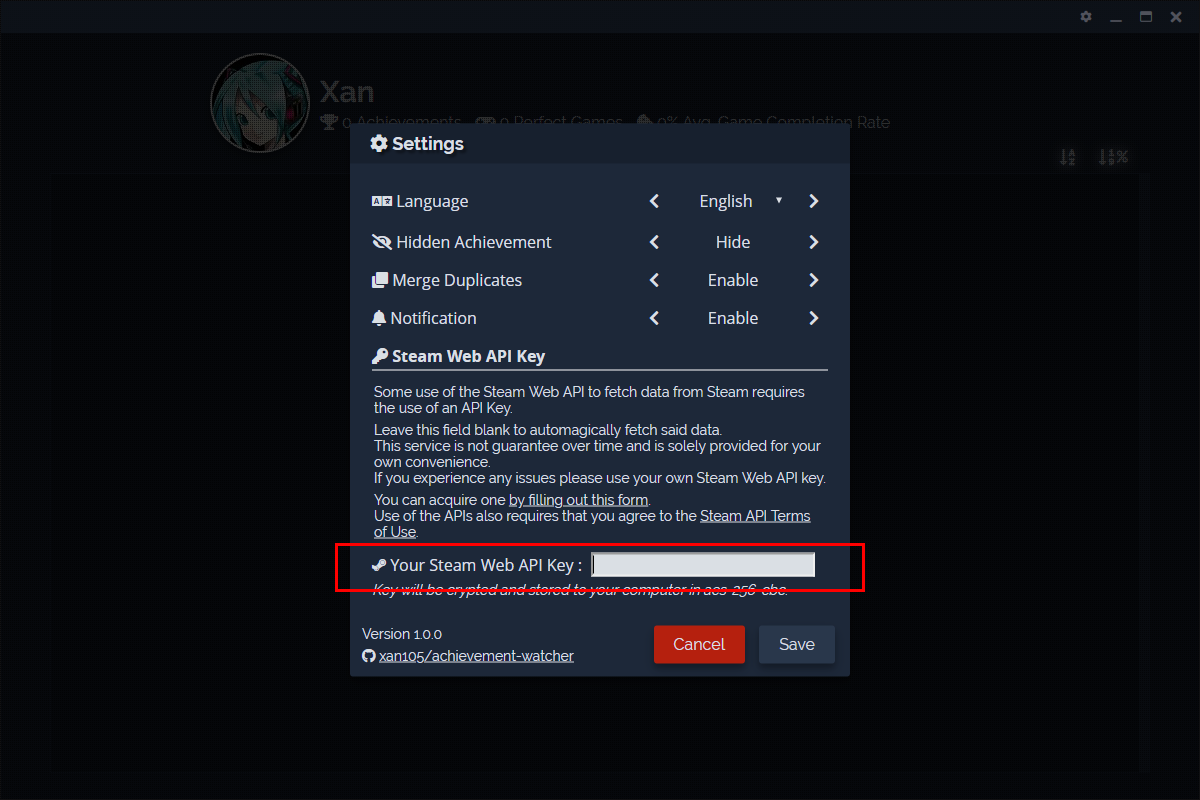 Xan
0 Achievements 0 Perfect Games 0% Avg. Game Completion Rate
Settings
Language English
Hidden Achievement Hide
Merge Duplicates Enable
Notification Enable
Steam Web API Key
Some use of the Steam Web API to fetch data from Steam requires
the use of an API Key.
Leave this field blank to automagically fetch said data.
This service is not guarantee over time and is solely provided for your
own convenience.
If you experience any issues please use your own Steam Web API key.
You can acquire one by filling out this form.
Use of the APIs also requires that you agree to the Steam API Terms
of Use.
Your Steam Web API Key :
Key will be crypted and stored to your computer in aes-256-cbc.
Version 1.0.0
xan105/achievement-watcher
Cancel Save